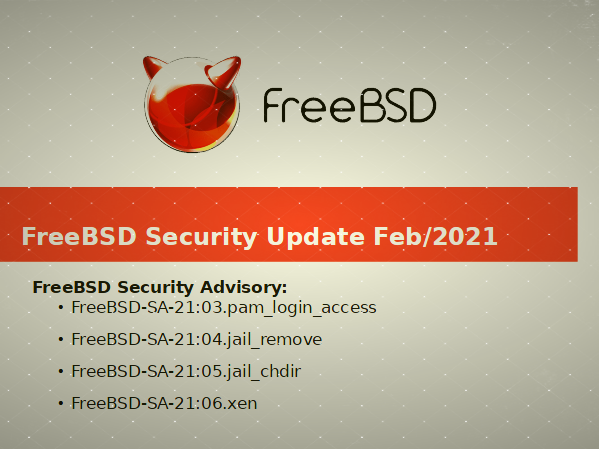 FreeBSD
FreeBSD Security Update Feb/2021
FreeBSD Security Advisory:
• FreeBSD-SA-21:03.pam_login_access
• FreeBSD-SA-21:04.jail_remove
• FreeBSD-SA-21:05.jail_chdir
• FreeBSD-SA-21:06.xen